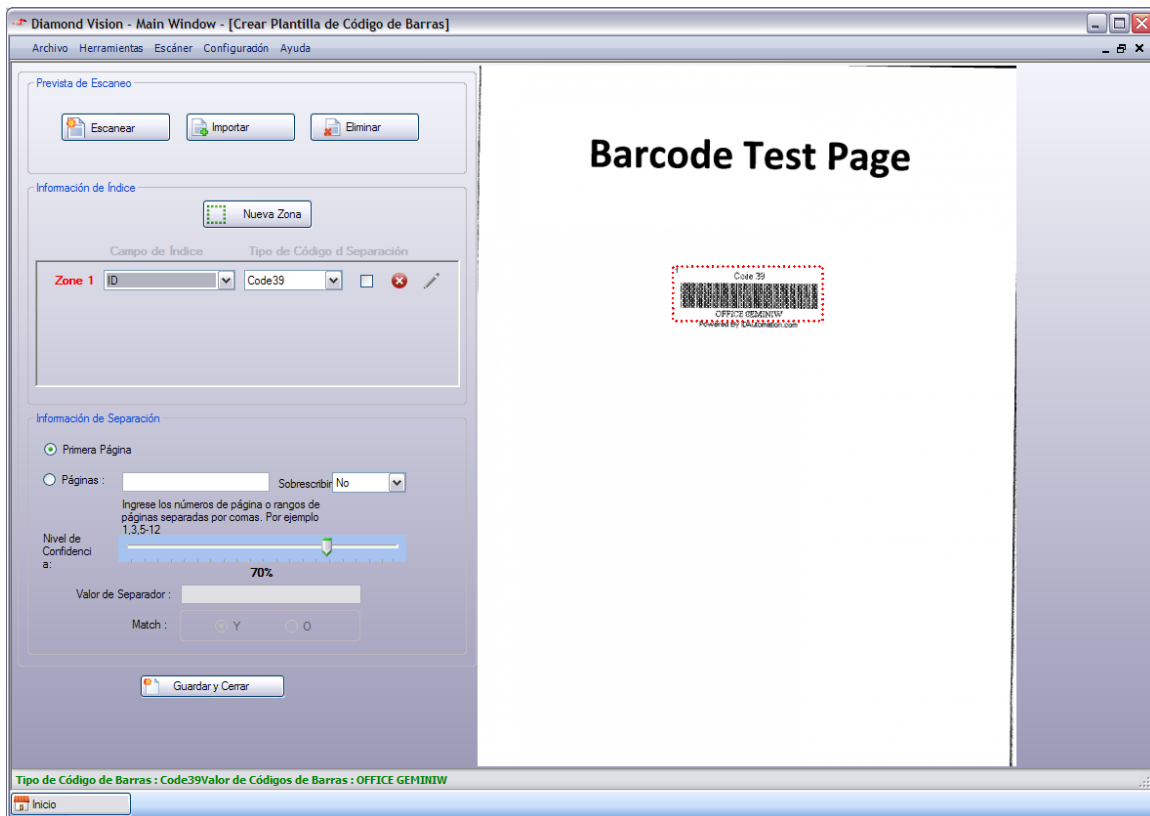 Diamond Vision - Main Window - [Crear Plantilla de Código de Barras]
Archivo Herramientas Escáner Configuración Ayuda
Prevista de Escaneo
Escanear Importar Eliminar
Información de Índice
Nueva Zona
Campo de Índice Tipo de Código d Separación
Zone 1 ID Code39
Información de Separación
Primera Página
Páginas : Sobrescribir No
Ingrese los números de página o rangos de
páginas separadas por comas. Por ejemplo
1,3,5-12
Nivel de
Confidenci
a:
70%
Valor de Separador :
Match : Y O
Guardar y Cerrar
Barcode Test Page
Code 39
OFFICE GEMINIW
Powered By IDAutomation.com
Tipo de Código de Barras : Code39Valor de Códigos de Barras : OFFICE GEMINIW
Inicio